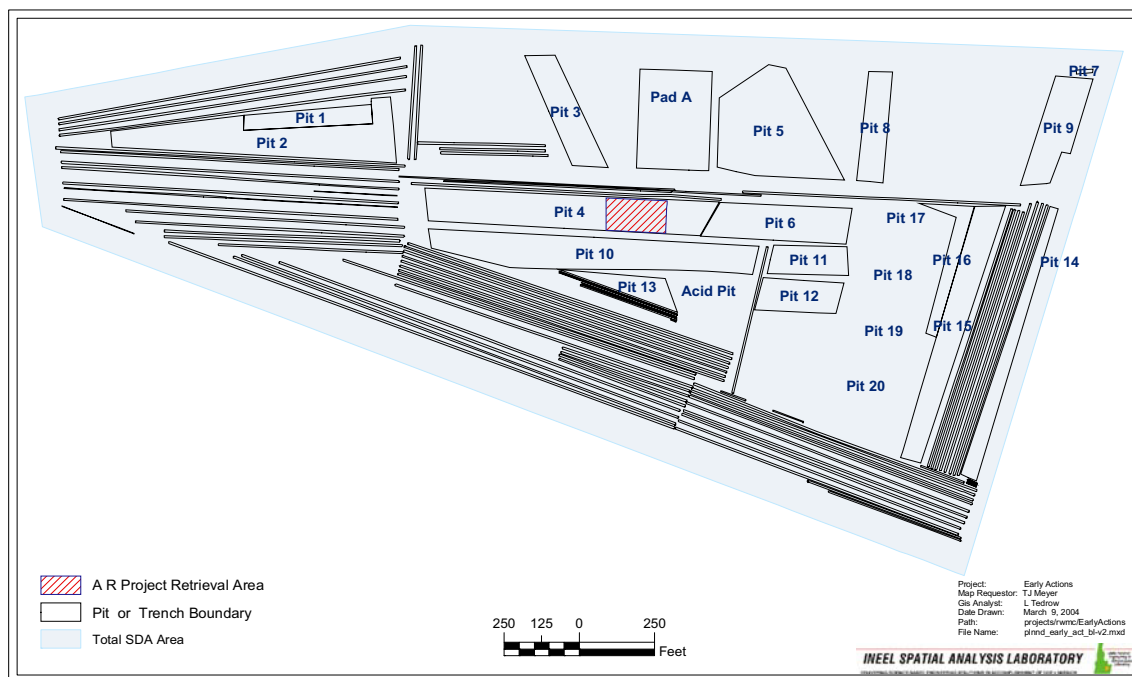 Pit 7
Pit 3
Pad A
Pit 5
Pit 8
Pit 9
Pit 1
Pit 2
Pit 4
Pit 6
Pit 17
Pit 10
Pit 11
Pit 16
Pit 14
Pit 18
Pit 13
Acid Pit
Pit 12
Pit 19
Pit 15
Pit 20
A R Project Retrieval Area
Pit or Trench Boundary
Total SDA Area
250 125 0 250
Feet
Project: Early Actions
Map Requestor: TJ Meyer
Gis Analyst: L Tedrow
Date Drawn: March 9, 2004
Path: projects/rwmc/EarlyActions
File Name: plnnd_early_act_bl-v2.mxd
INEEL SPATIAL ANALYSIS LABORATORY